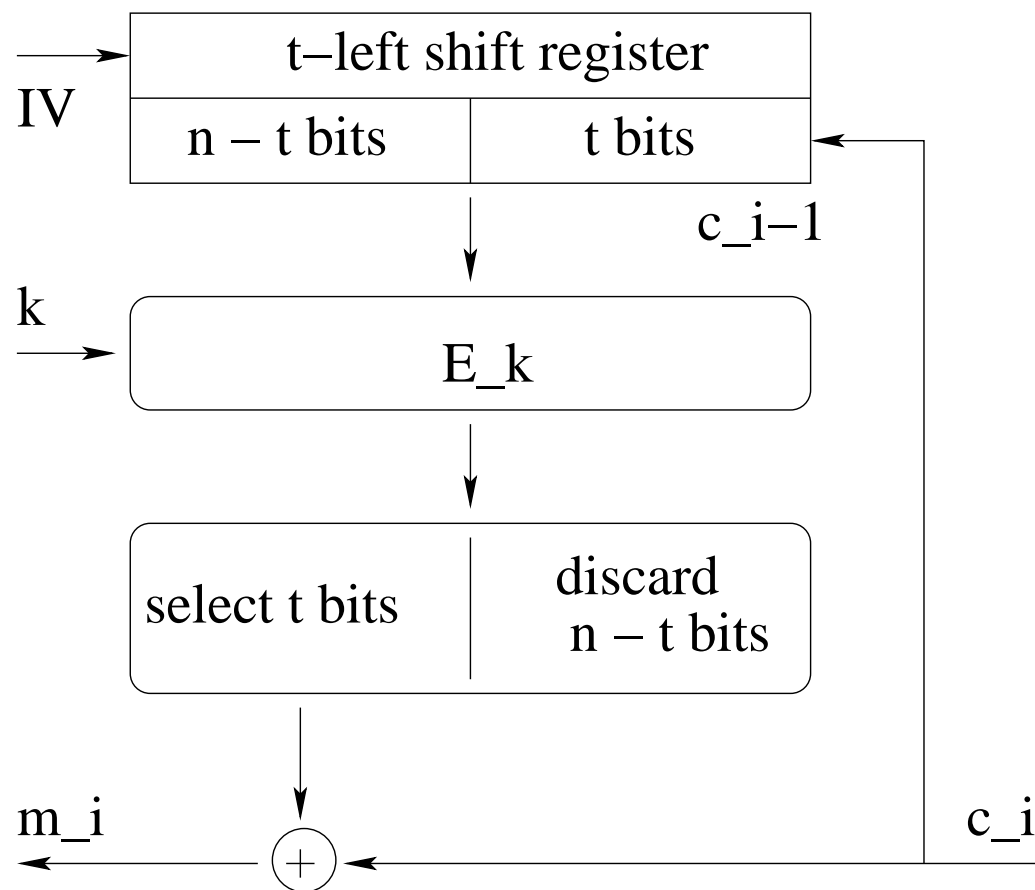 t–left shift register
IV
n – t bits
t bits
c_i–1
k
E_k
select t bits
discard
n – t bits
m_i
+
c_i